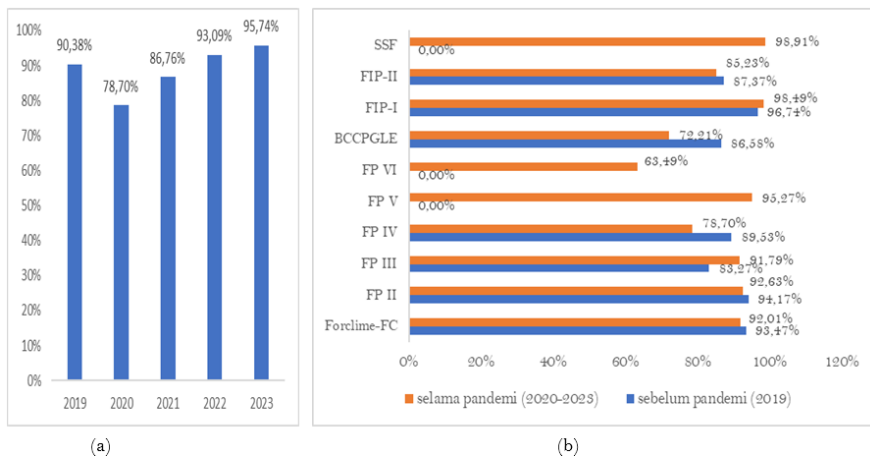 100%
90%
80%
70%
60%
50%
40%
30%
20%
10%
0%
90,38%
78,70%
86,76%
93,09%
95,74%
2019 2020 2021 2022 2023
(a)
SSF
98,91%
0,00%
FIP-II
85,23%
87,37%
FIP-I
98,49%
96,74%
BCCPGLE
72,21%
86,58%
FP VI
63,49%
0,00%
FP V
95,27%
0,00%
FP IV
78,70%
89,53%
FP III
91,79%
83,27%
FP II
92,63%
94,17%
Forclime-FC
92,01%
93,47%
0% 20% 40% 60% 80% 100% 120%
selama pandemi (2020-2023) sebelum pandemi (2019)
(b)